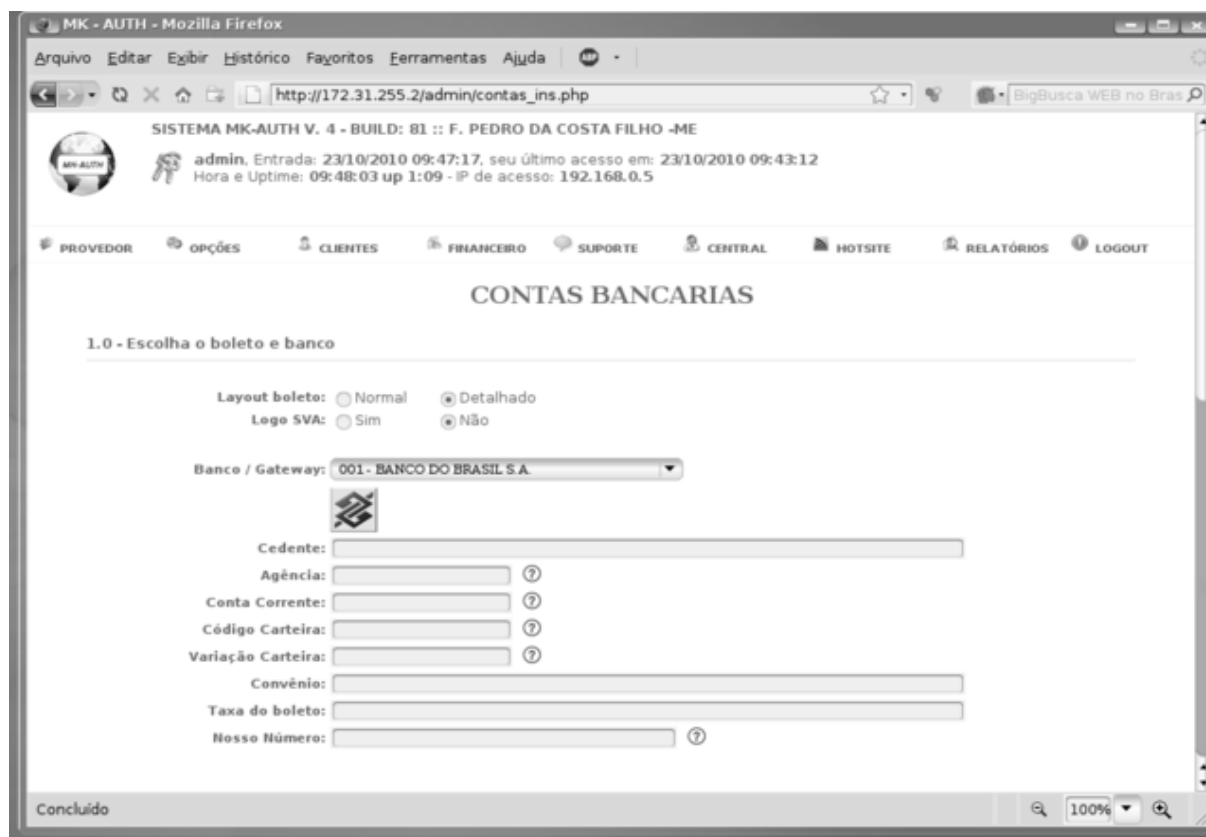 MK - AUTH - Mozilla Firefox
Arquivo Editar Exibir Histórico Favoritos Ferramentas Ajuda
http://172.31.255.2/admin/contas_ins.php BigBusca WEB no Bras
SISTEMA MK-AUTH V. 4 - BUILD: 81 :: F. PEDRO DA COSTA FILHO -ME
MK-AUTH
admin, Entrada: 23/10/2010 09:47:17, seu último acesso em: 23/10/2010 09:43:12
Hora e Uptime: 09:48:03 up 1:09 - IP de acesso: 192.168.0.5
PROVEDOR OPÇÕES CLIENTES FINANCEIRO SUPORTE CENTRAL HOTSITE RELATÓRIOS LOGOUT
CONTAS BANCARIAS
1.0 - Escolha o boleto e banco
Layout boleto: Normal Detalhado
Logo SVA: Sim Não
Banco / Gateway: 001 - BANCO DO BRASIL S.A.
Cedente:
Agência: ?
Conta Corrente: ?
Código Carteira: ?
Variação Carteira: ?
Convênio:
Taxa do boleto:
Nosso Número: ?
Concluído 100%